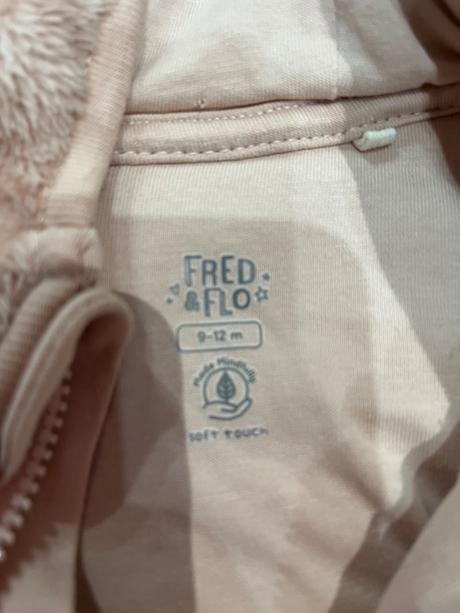 FRED
& FLO
9-12 m
Made Mindfully
SOFT TOUCH